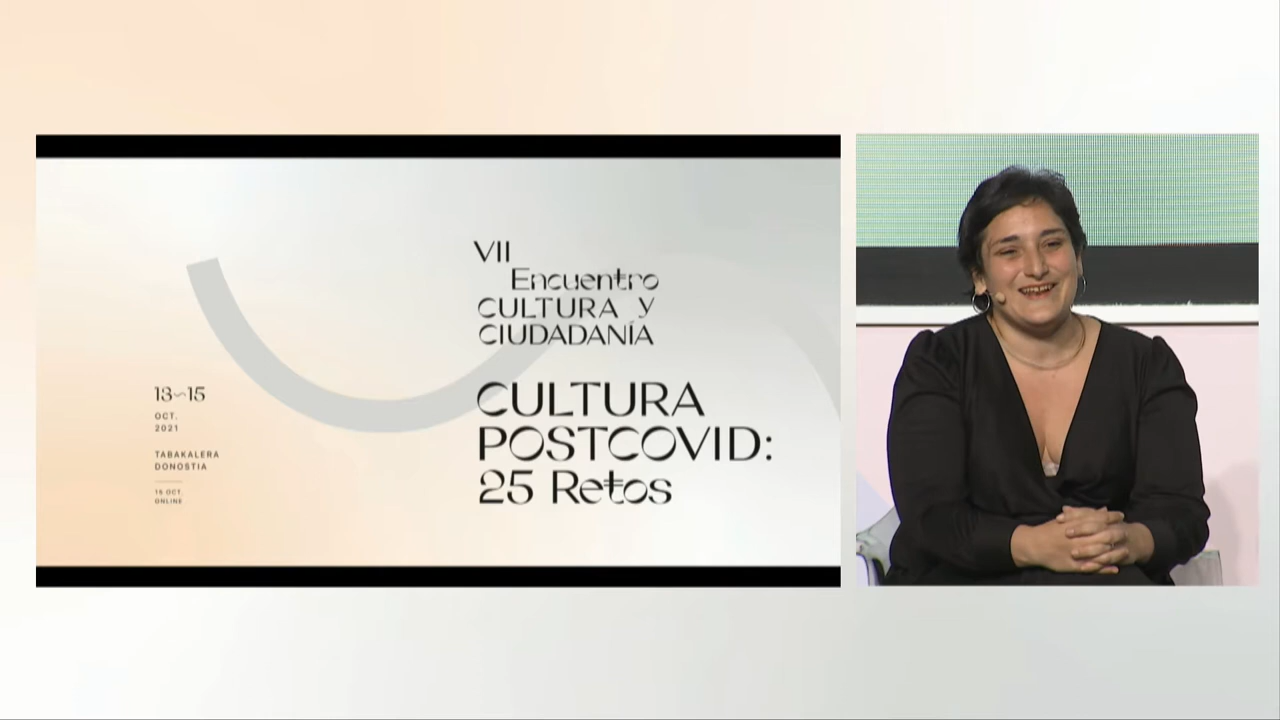 VII
Encuentro
CULTURA Y
CIUDADANÍA
CULTURA
POSTCOVID:
25 Retos
13~15
OCT.
2021
TABAKALERA
DONOSTIA
15 OCT.
ONLINE